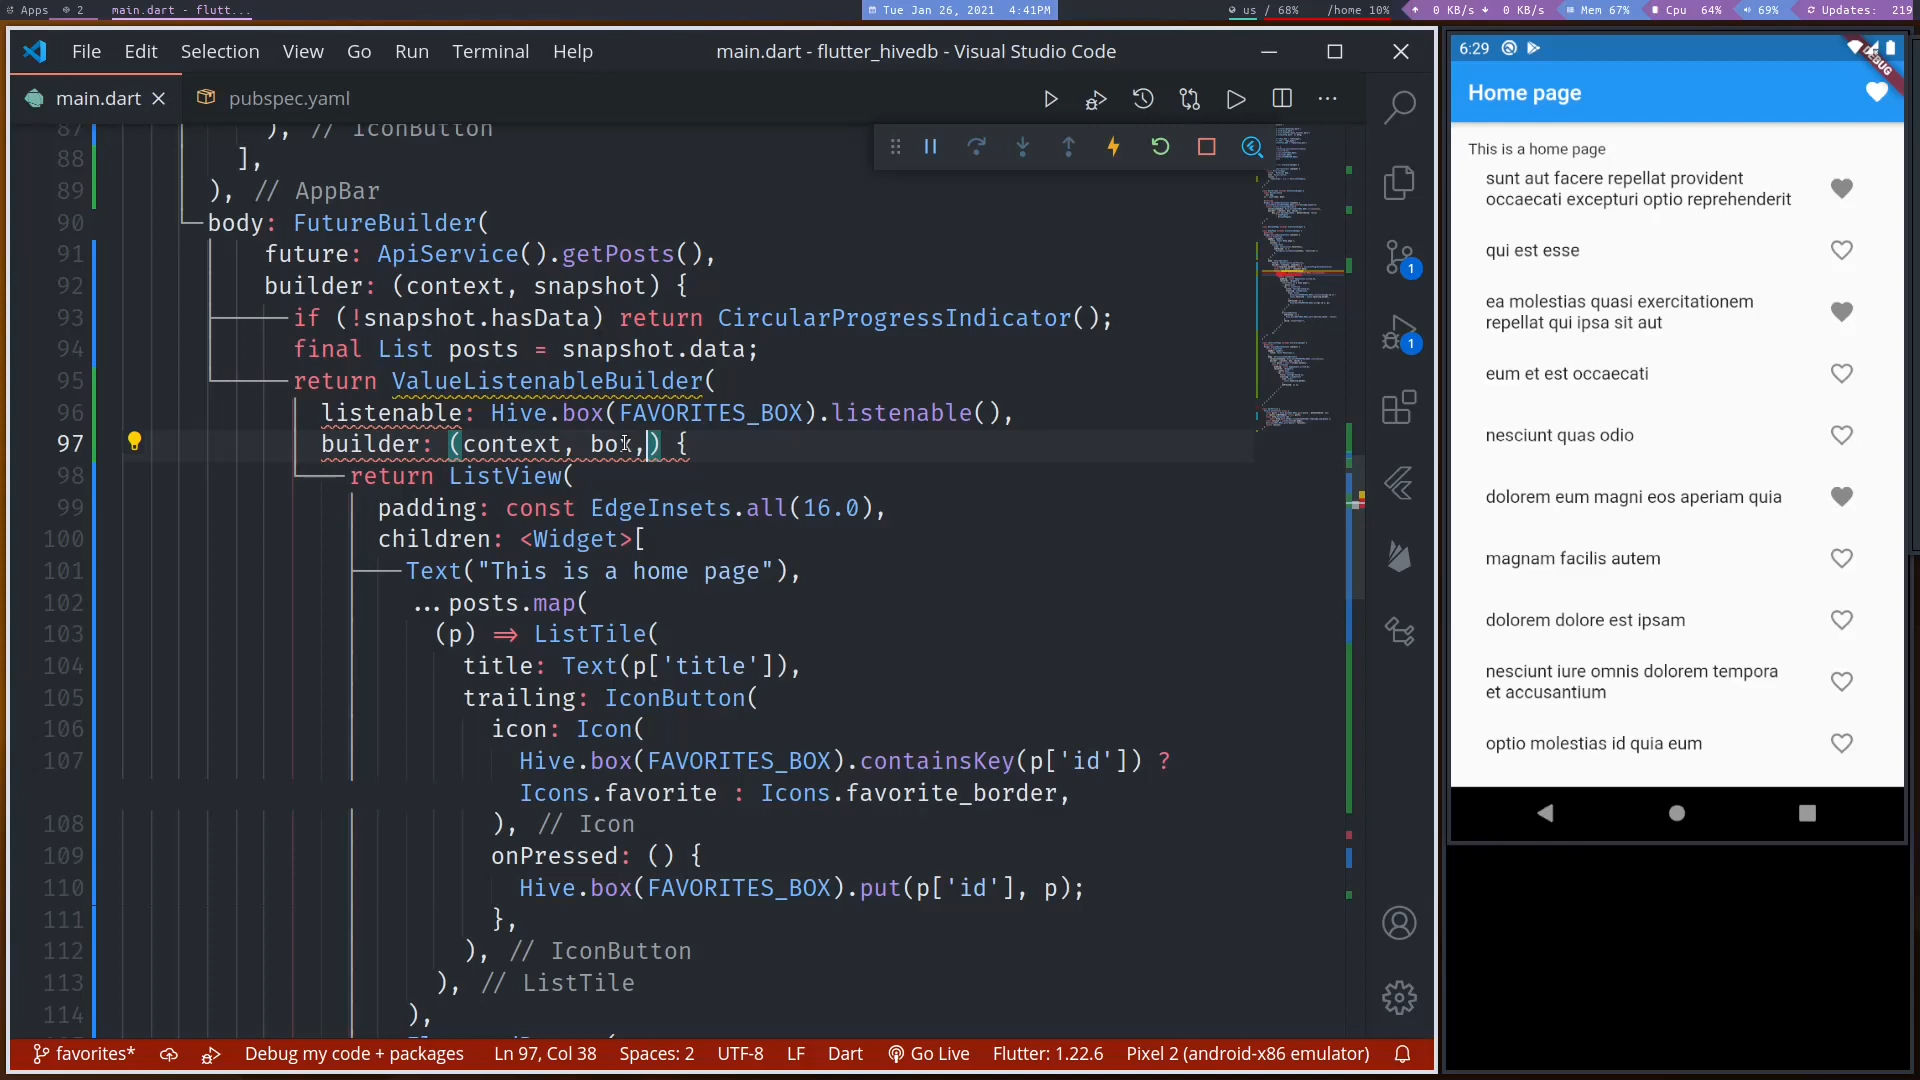 Apps
2
main.dart - flutt...
Tue Jan 26, 2021 4:41PM
us / 68%
/home 10%
0 KB/s
0 KB/s
Mem 67%
Cpu 64%
69%
Updates: 219
File Edit Selection View Go Run Terminal Help
main.dart - flutter_hivedb - Visual Studio Code
main.dart
pubspec.yaml
87 ), // IconButton
88 ],
89 ), // AppBar
90 body: FutureBuilder(
91 future: ApiService().getPosts(),
92 builder: (context, snapshot) {
93 if (!snapshot.hasData) return CircularProgressIndicator();
94 final List posts = snapshot.data;
95 return ValueListenableBuilder(
96 listenable: Hive.box(FAVORITES_BOX).listenable(),
97 builder: (context, box,) {
98 return ListView(
99 padding: const EdgeInsets.all(16.0),
100 children: <Widget>[
101 Text("This is a home page"),
102 ...posts.map(
103 (p) => ListTile(
104 title: Text(p['title']),
105 trailing: IconButton(
106 icon: Icon(
107 Hive.box(FAVORITES_BOX).containsKey(p['id']) ?
Icons.favorite : Icons.favorite_border,
108 ), // Icon
109 onPressed: () {
110 Hive.box(FAVORITES_BOX).put(p['id'], p);
111 },
112 ), // IconButton
113 ), // ListTile
114 ),
1
1
favorites*
Debug my code + packages
Ln 97, Col 38
Spaces: 2
UTF-8
LF
Dart
Go Live
Flutter: 1.22.6
Pixel 2 (android-x86 emulator)
6:29
DEBUG
Home page
This is a home page
sunt aut facere repellat provident
occaecati excepturi optio reprehenderit
qui est esse
ea molestias quasi exercitationem
repellat qui ipsa sit aut
eum et est occaecati
nesciunt quas odio
dolorem eum magni eos aperiam quia
magnam facilis autem
dolorem dolore est ipsam
nesciunt iure omnis dolorem tempora
et accusantium
optio molestias id quia eum